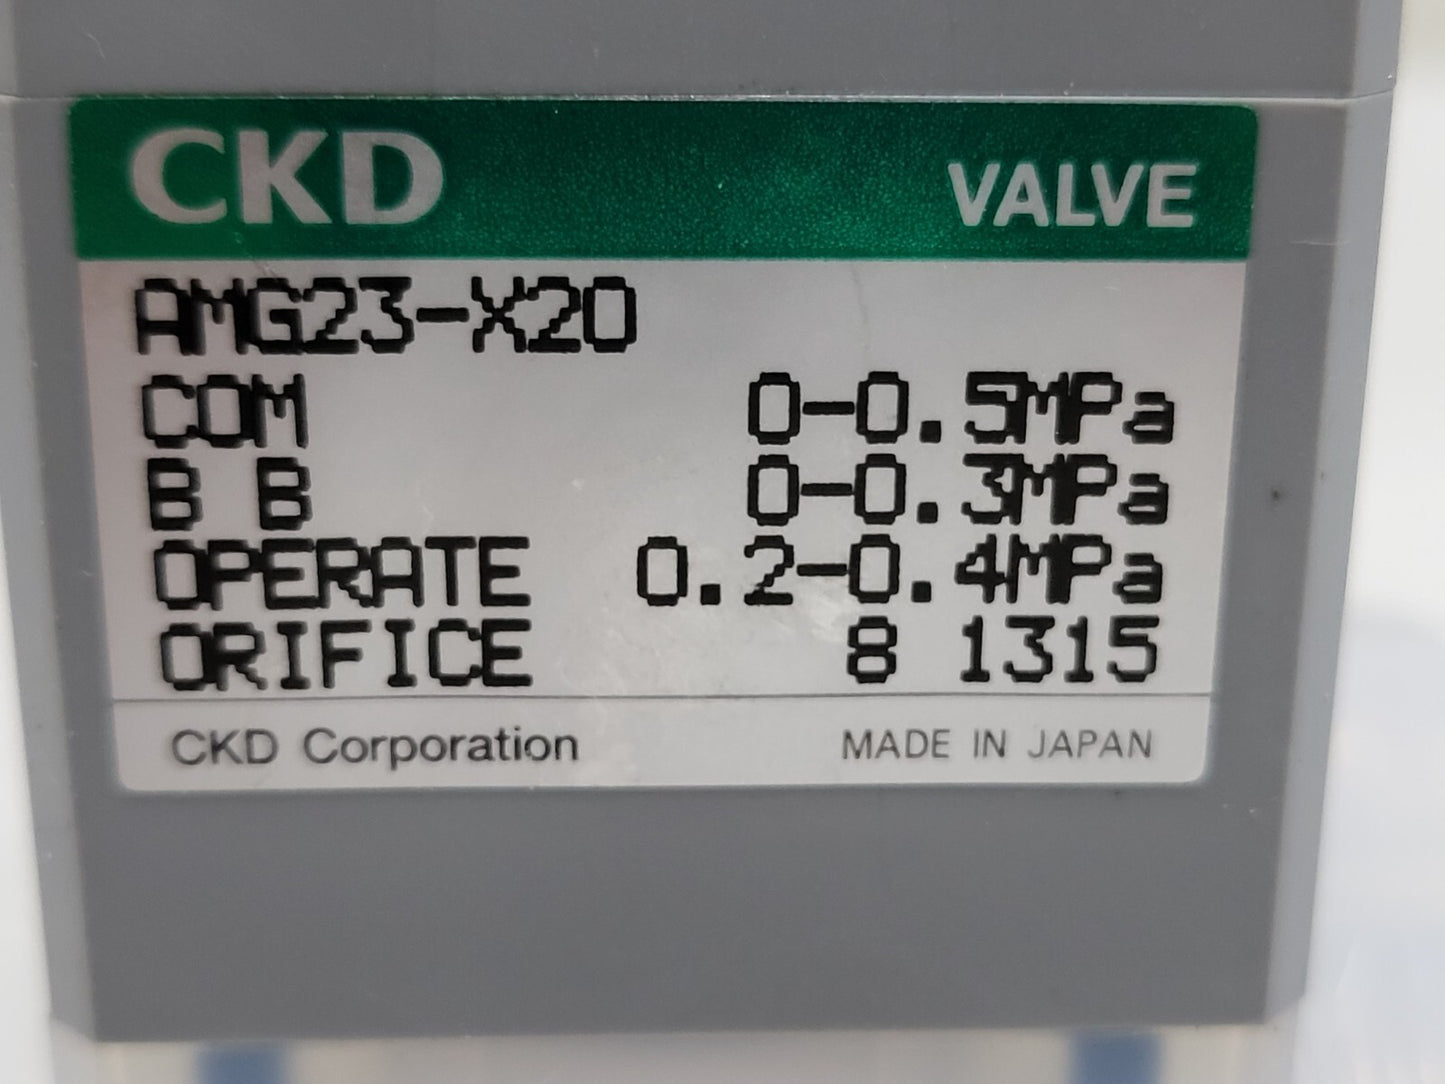 CKD VALVE
AMG23-X20
COM 0-0.5MPa
B B 0-0.3MPa
OPERATE 0.2-0.4MPa
ORIFICE 8 1315
CKD Corporation MADE IN JAPAN